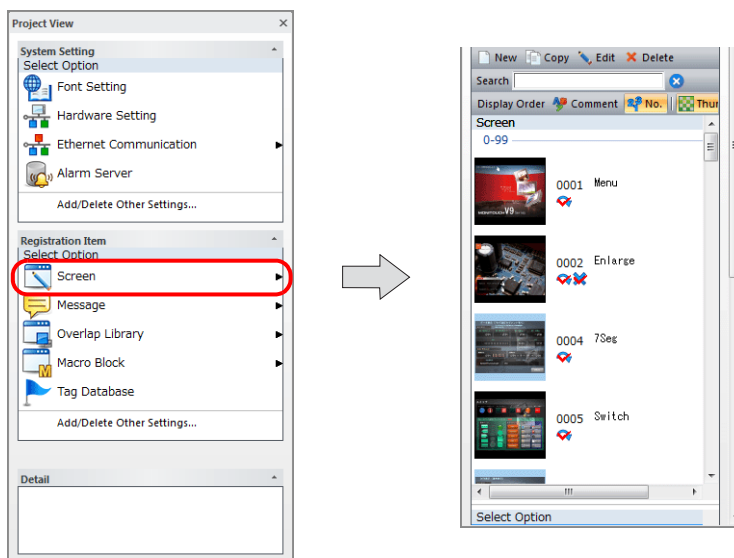 Project View
System Setting
Select Option
Font Setting
Hardware Setting
Ethernet Communication
Alarm Server
Add/Delete Other Settings...
Registration Item
Select Option
Screen
Message
Overlap Library
Macro Block
Tag Database
Add/Delete Other Settings...
Detail
New Copy Edit Delete
Search
Display Order Comment No. Thu
Screen
0-99
0001 Menu
V9
0002 Enlarge
0004 7Seg
0005 Switch
Select Option